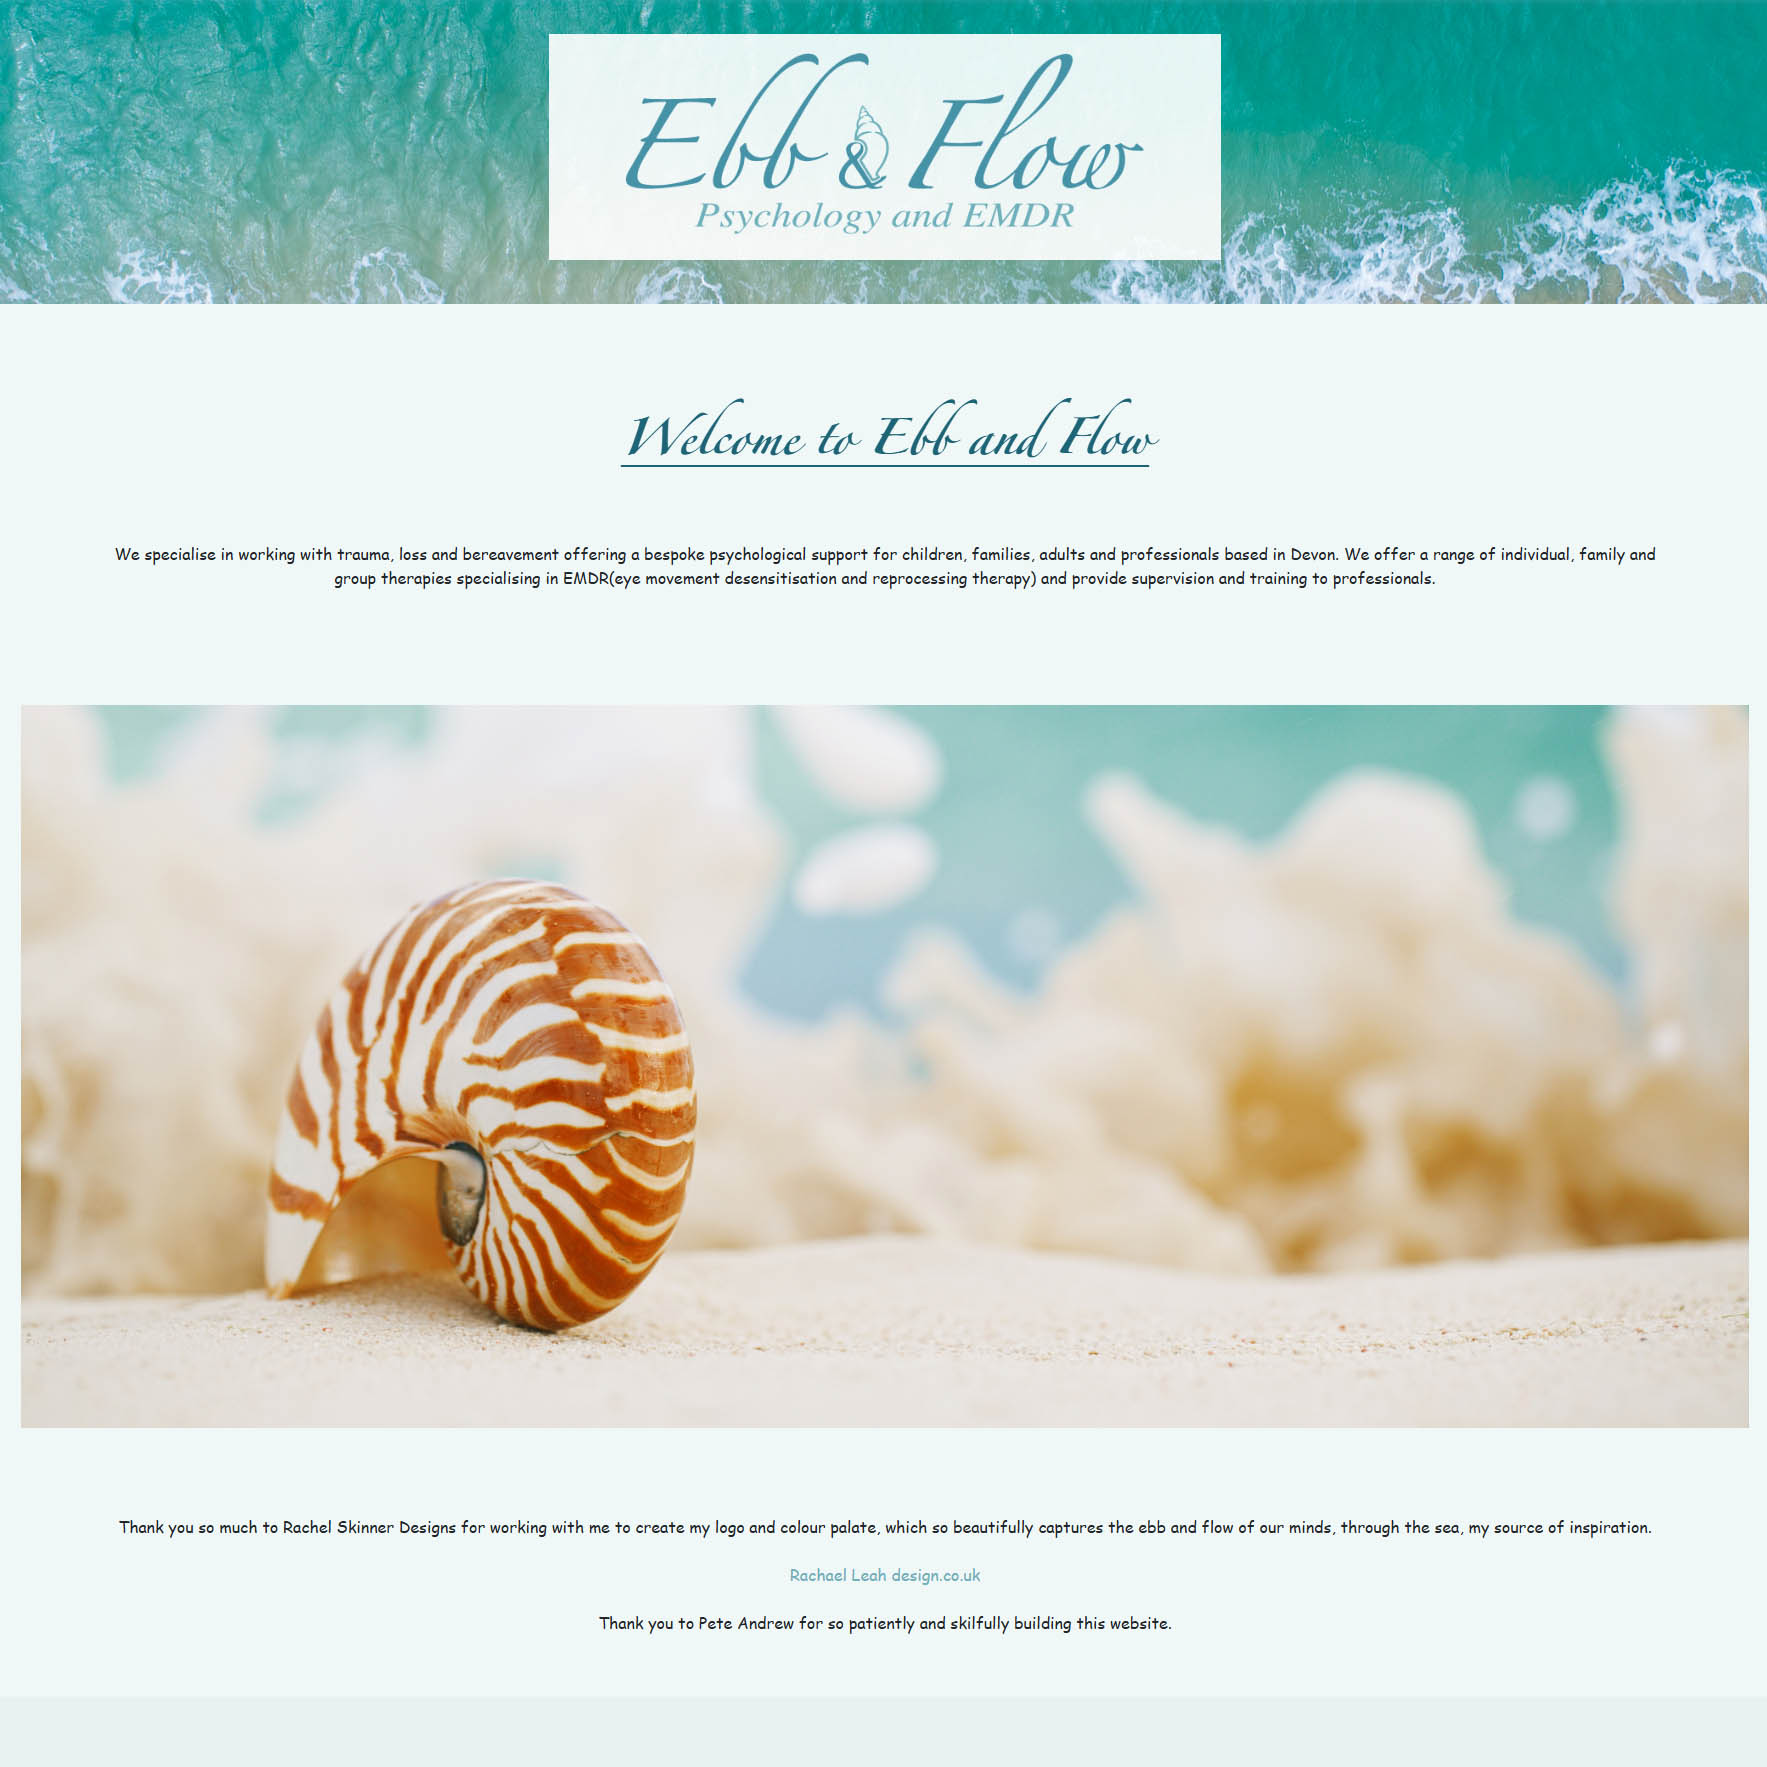 Ebb & Flow
Psychology and EMDR
Welcome to Ebb and Flow
We specialise in working with trauma, loss and bereavement offering a bespoke psychological support for children, families, adults and professionals based in Devon. We offer a range of individual, family and
group therapies specialising in EMDR(eye movement desensitisation and reprocessing therapy) and provide supervision and training to professionals.
Thank you so much to Rachel Skinner Designs for working with me to create my logo and colour palate, which so beautifully captures the ebb and flow of our minds, through the sea, my source of inspiration.
Rachael Leah design.co.uk
Thank you to Pete Andrew for so patiently and skilfully building this website.